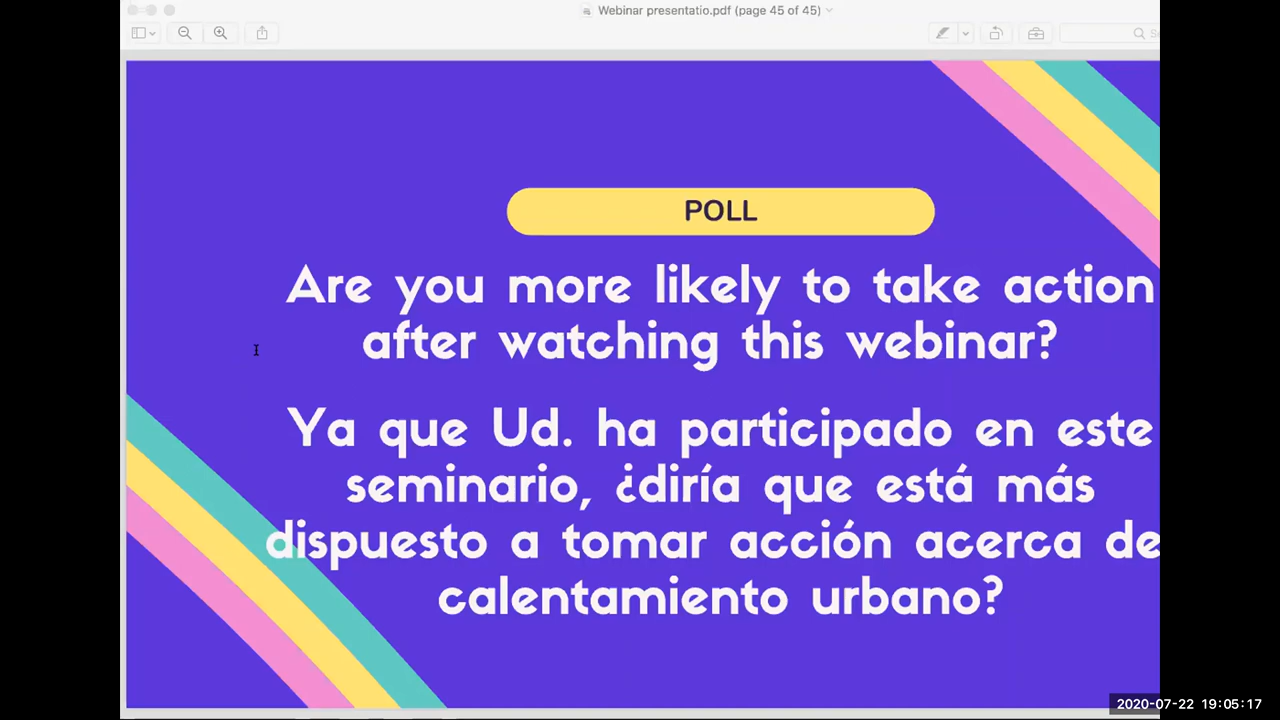 Webinar presentatio.pdf (page 45 of 45)
POLL
Are you more likely to take action
after watching this webinar?
Ya que Ud. ha participado en este
seminario, ¿diría que está más
dispuesto a tomar acción acerca de
calentamiento urbano?
2020-07-22 19:05:17